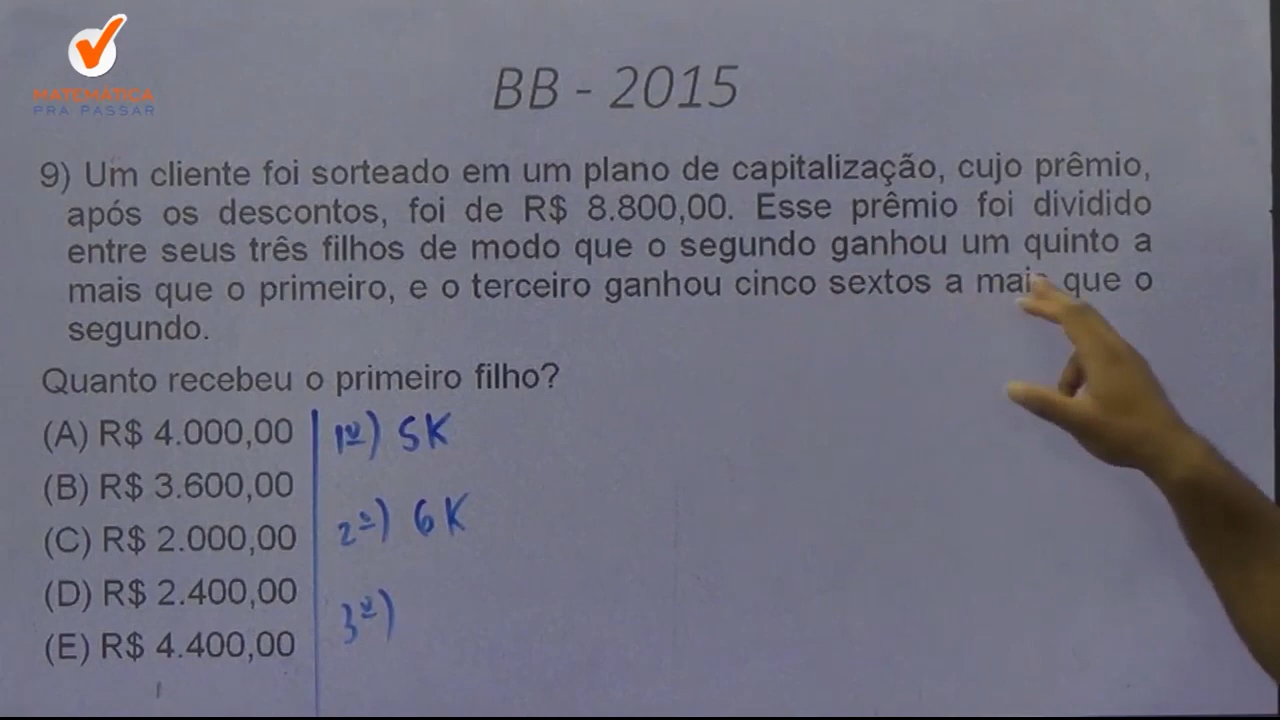 MATEMÁTICA
PRA PASSAR
BB - 2015
9) Um cliente foi sorteado em um plano de capitalização, cujo prêmio,
após os descontos, foi de R$ 8.800,00. Esse prêmio foi dividido
entre seus três filhos de modo que o segundo ganhou um quinto a
mais que o primeiro, e o terceiro ganhou cinco sextos a mais que o
segundo.
Quanto recebeu o primeiro filho?
(A) R$ 4.000,00
1º) 5K
(B) R$ 3.600,00
2º) 6K
(C) R$ 2.000,00
(D) R$ 2.400,00
3º)
(E) R$ 4.400,00